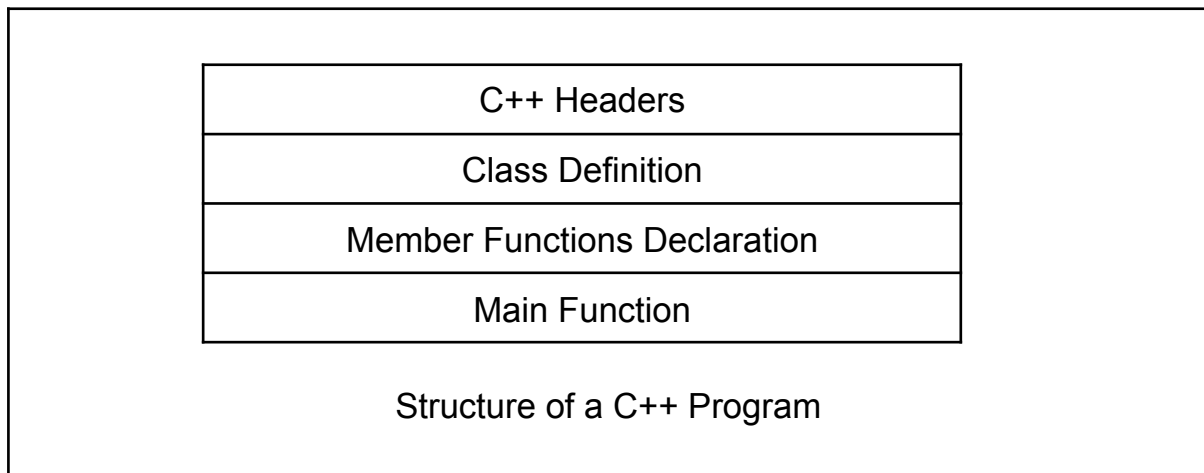 C++ Headers
Class Definition
Member Functions Declaration
Main Function
Structure of a C++ Program